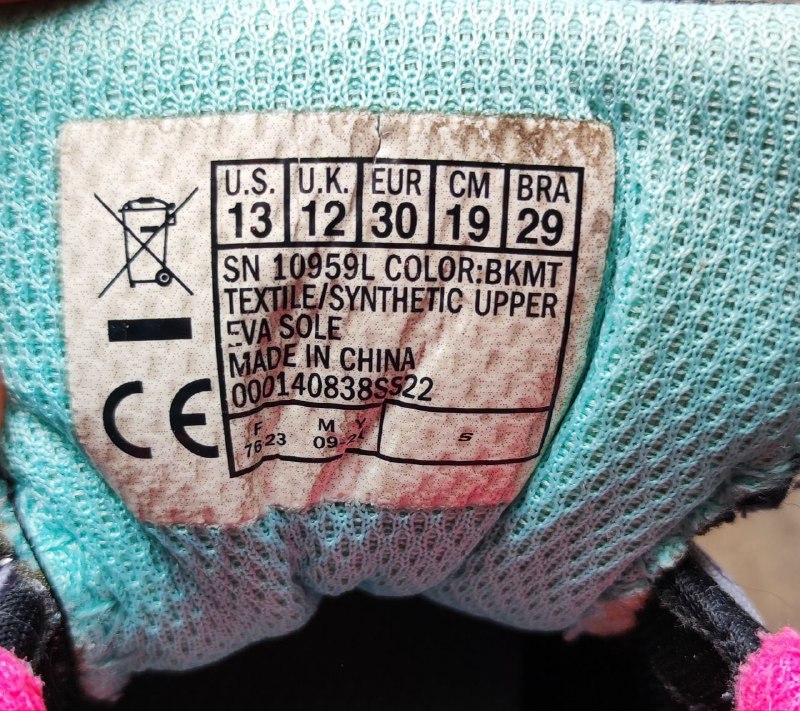 U.S. U.K. EUR CM BRA
13 12 30 19 29
SN 10959L COLOR:BKMT
TEXTILE/SYNTHETIC UPPER
EVA SOLE
MADE IN CHINA
000140838SS22
F M Y
7623 09-2
S
CE